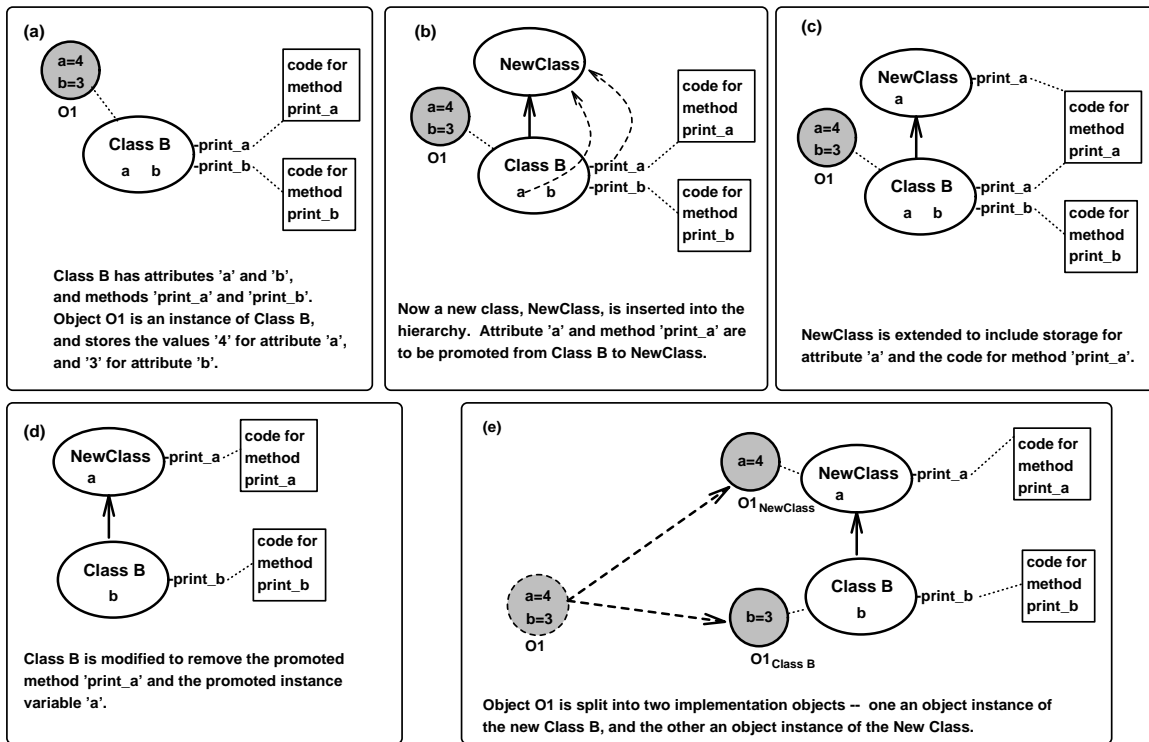 (a)
a=4
b=3
O1
Class B
a b
-print_a
-print_b
code for
method
print_a
code for
method
print_b
Class B has attributes ’a’ and ’b’,
and methods ’print_a’ and ’print_b’.
Object O1 is an instance of Class B,
and stores the values ’4’ for attribute ’a’,
and ’3’ for attribute ’b’.
(b)
NewClass
a=4
b=3
O1
Class B
a b
-print_a
-print_b
code for
method
print_a
code for
method
print_b
Now a new class, NewClass, is inserted into the
hierarchy. Attribute ’a’ and method ’print_a’ are
to be promoted from Class B to NewClass.
(c)
NewClass
a
-print_a
a=4
b=3
O1
Class B
a b
-print_a
-print_b
code for
method
print_a
code for
method
print_b
NewClass is extended to include storage for
attribute ’a’ and the code for method ’print_a’.
(d)
NewClass
a
-print_a
code for
method
print_a
Class B
b
-print_b
code for
method
print_b
Class B is modified to remove the promoted
method ’print_a’ and the promoted instance
variable ’a’.
(e)
a=4
O1NewClass
NewClass
a
-print_a
code for
method
print_a
a=4
b=3
O1
b=3
O1Class B
Class B
b
-print_b
code for
method
print_b
Object O1 is split into two implementation objects -- one an object instance of
the new Class B, and the other an object instance of the New Class.